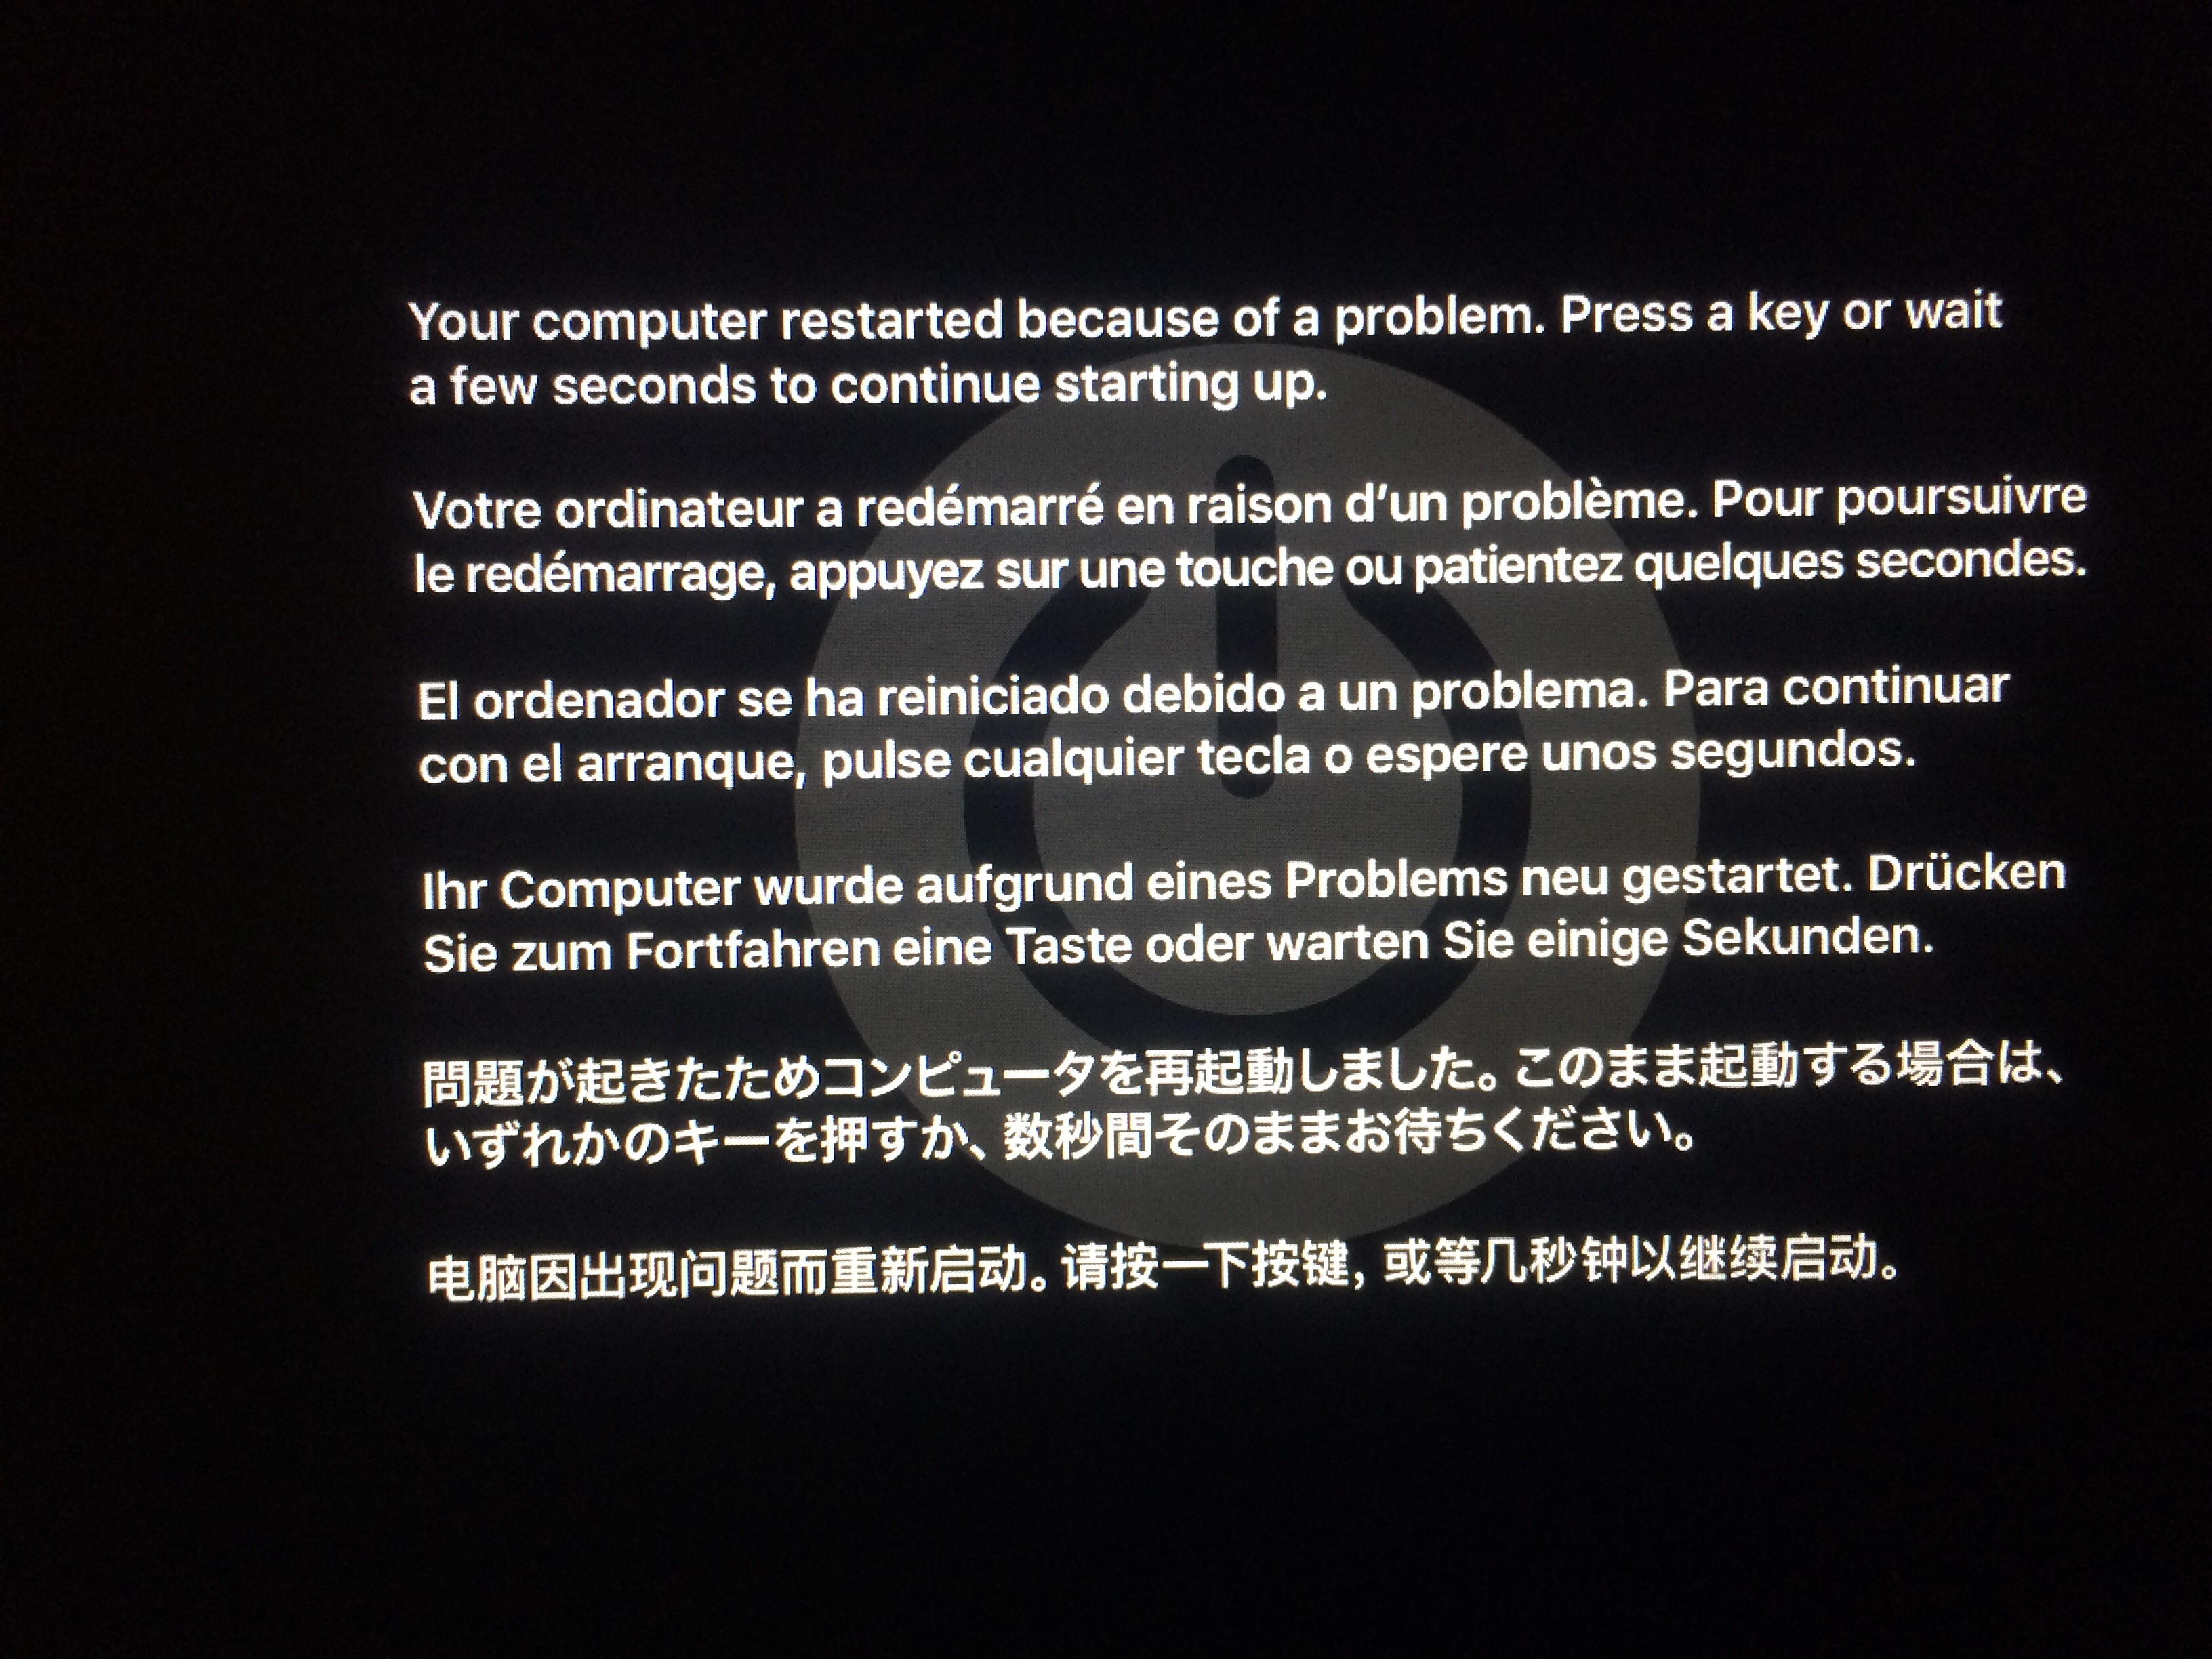 Your computer restarted because of a problem. Press a key or wait
a few seconds to continue starting up.
Votre ordinateur a redémarré en raison d’un problème. Pour poursuivre
le redémarrage, appuyez sur une touche ou patientez quelques secondes.
El ordenador se ha reiniciado debido a un problema. Para continuar
con el arranque, pulse cualquier tecla o espere unos segundos.
Ihr Computer wurde aufgrund eines Problems neu gestartet. Drücken
Sie zum Fortfahren eine Taste oder warten Sie einige Sekunden.
問題が起きたためコンピュータを再起動しました。このまま起動する場合は、
いずれかのキーを押すか、数秒間そのままお待ちください。
电脑因出现问题而重新启动。请按一下按键，或等几秒钟以继续启动。